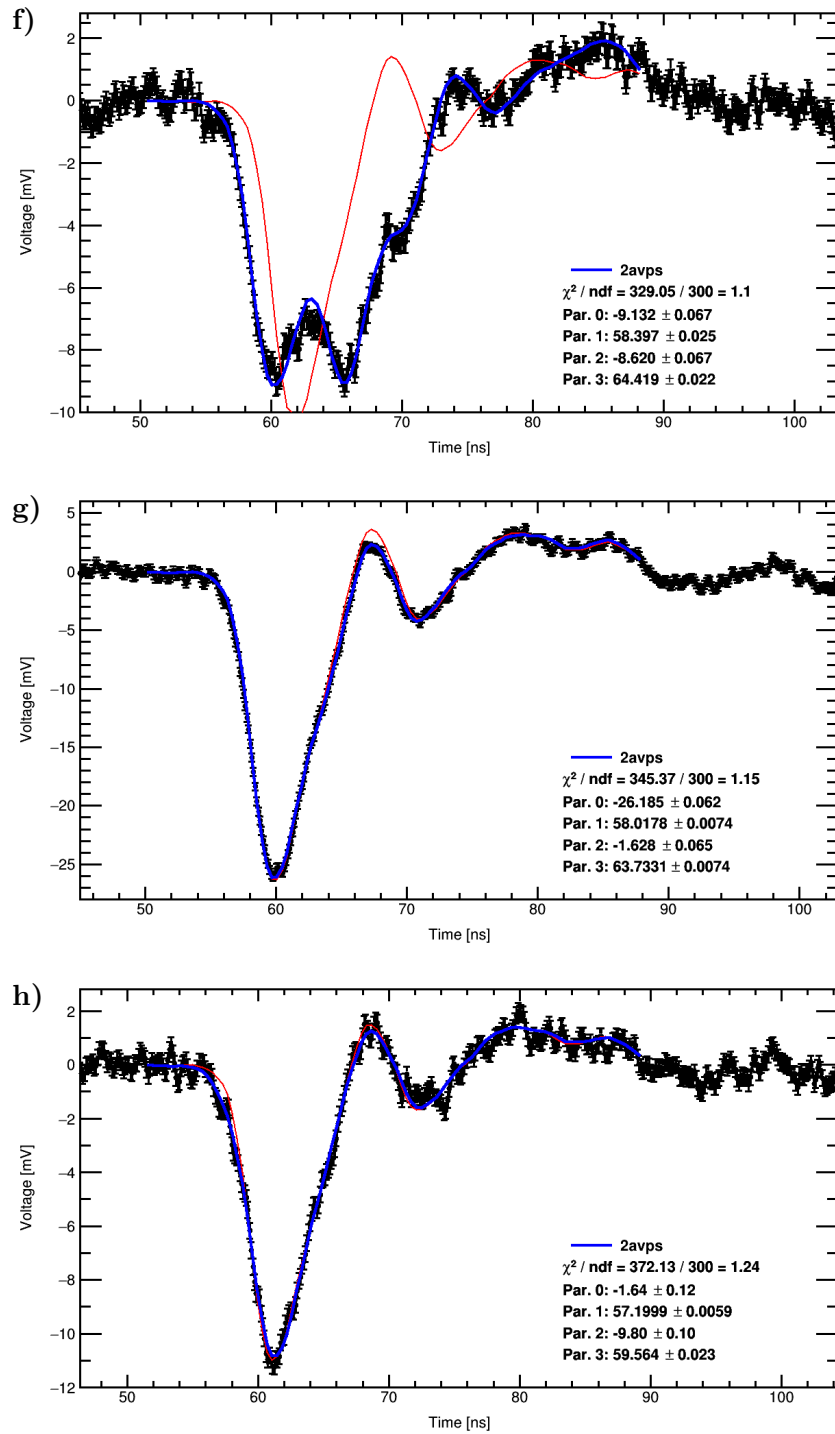 f)
2
0
−2
−4
−6
−8
−10
Voltage [mV]
2avps
χ² / ndf = 329.05 / 300 = 1.1
Par. 0: -9.132 ± 0.067
Par. 1: 58.397 ± 0.025
Par. 2: -8.620 ± 0.067
Par. 3: 64.419 ± 0.022
50 60 70 80 90 100
Time [ns]
g)
5
0
−5
−10
−15
−20
−25
Voltage [mV]
2avps
χ² / ndf = 345.37 / 300 = 1.15
Par. 0: -26.185 ± 0.062
Par. 1: 58.0178 ± 0.0074
Par. 2: -1.628 ± 0.065
Par. 3: 63.7331 ± 0.0074
50 60 70 80 90 100
Time [ns]
h)
2
0
−2
−4
−6
−8
−10
−12
Voltage [mV]
2avps
χ² / ndf = 372.13 / 300 = 1.24
Par. 0: -1.64 ± 0.12
Par. 1: 57.1999 ± 0.0059
Par. 2: -9.80 ± 0.10
Par. 3: 59.564 ± 0.023
50 60 70 80 90 100
Time [ns]